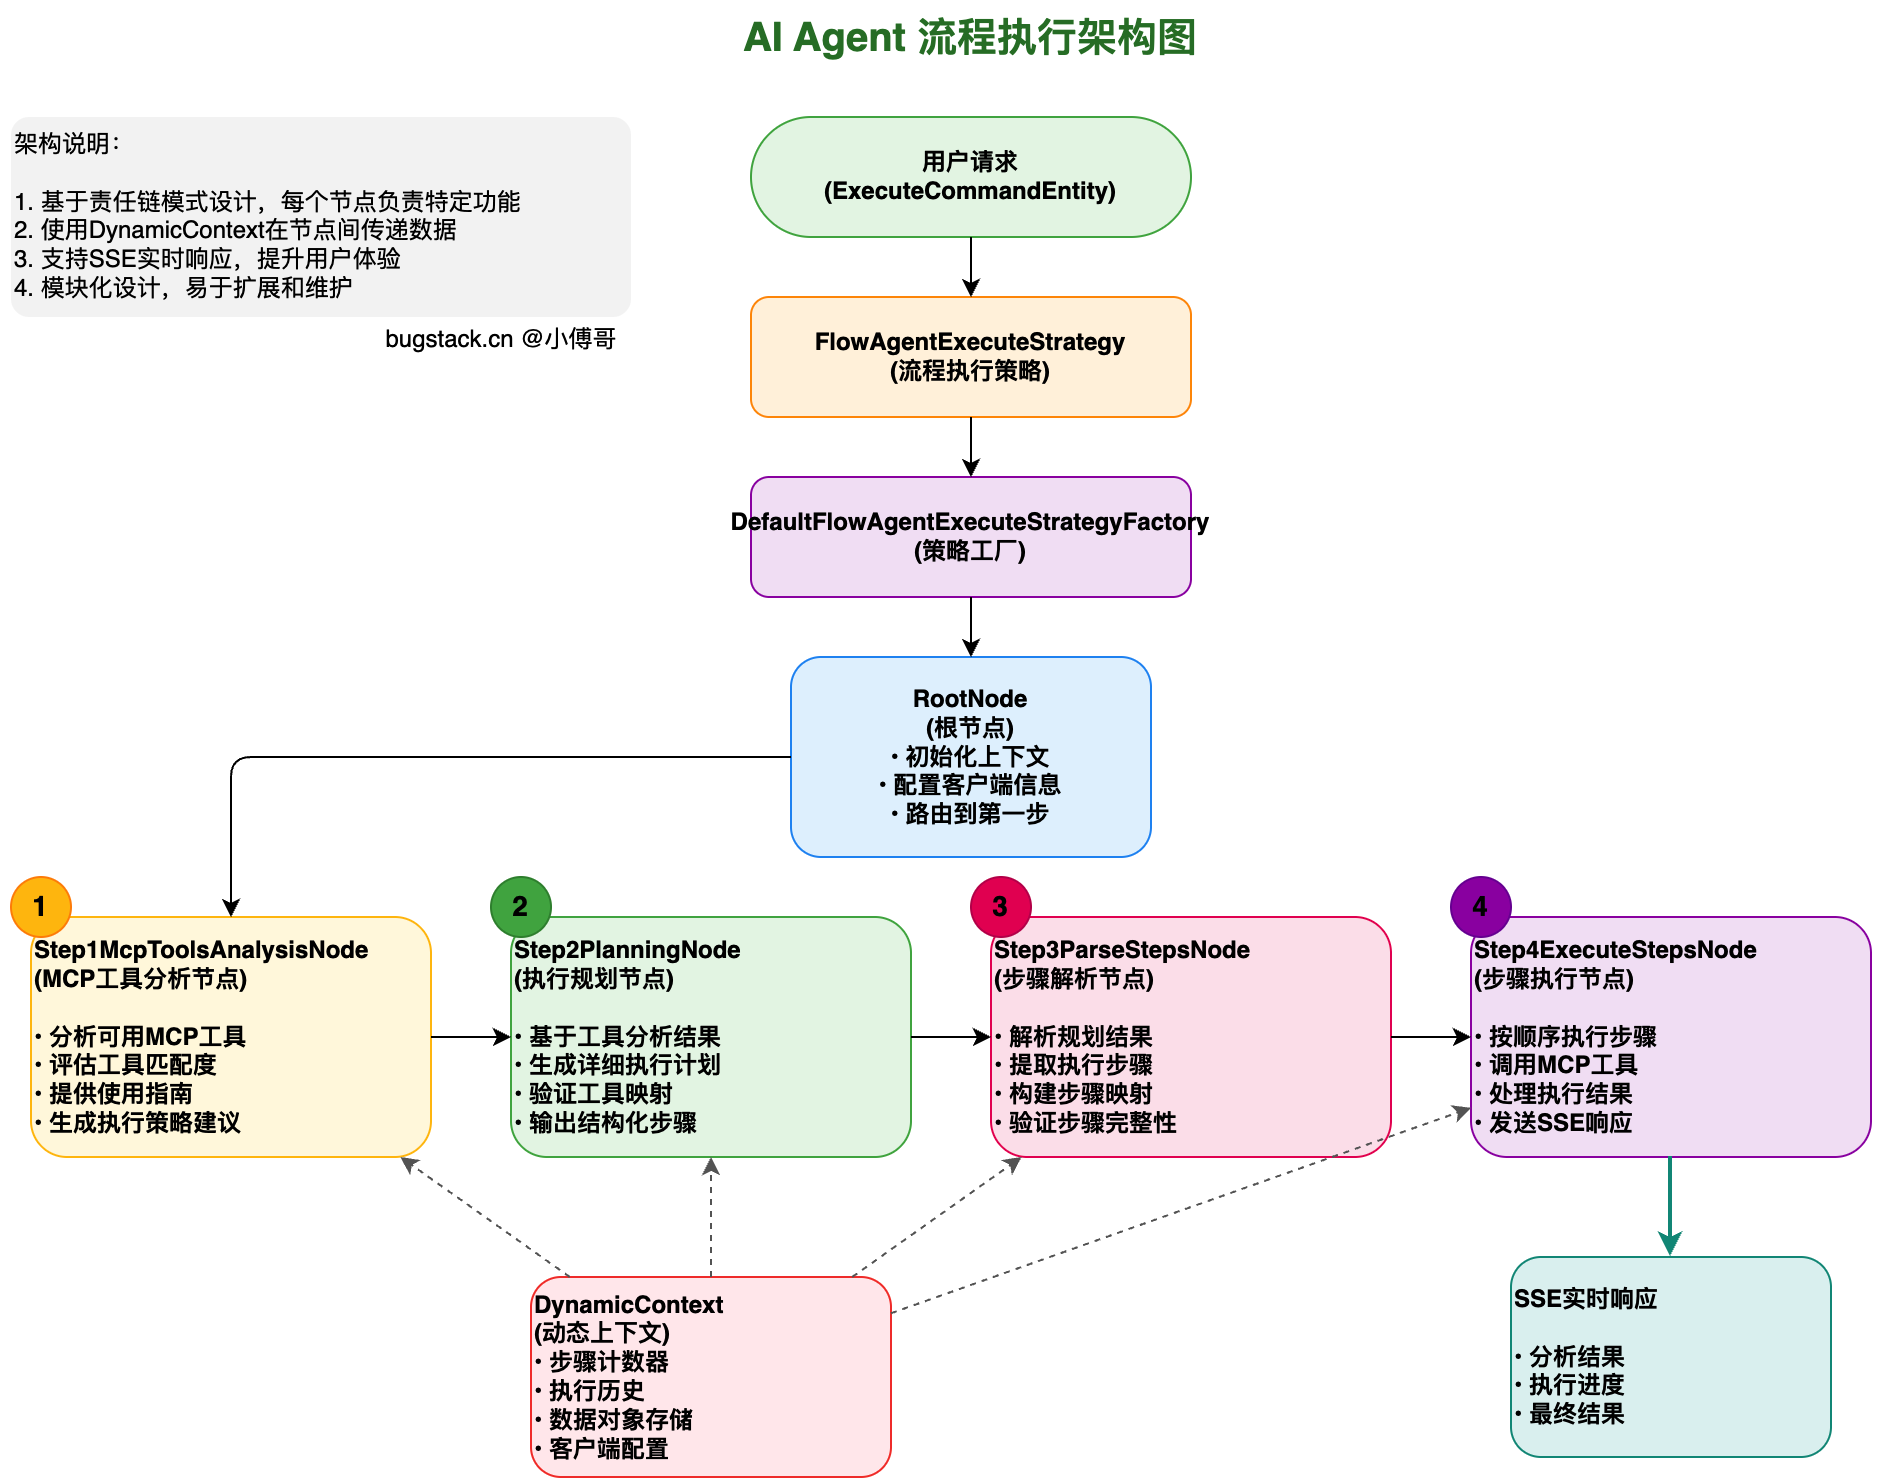 AI Agent 流程执行架构图
架构说明：
1. 基于责任链模式设计，每个节点负责特定功能
2. 使用DynamicContext在节点间传递数据
3. 支持SSE实时响应，提升用户体验
4. 模块化设计，易于扩展和维护
bugstack.cn @小傅哥
用户请求
(ExecuteCommandEntity)
FlowAgentExecuteStrategy
(流程执行策略)
DefaultFlowAgentExecuteStrategyFactory
(策略工厂)
RootNode
(根节点)
• 初始化上下文
• 配置客户端信息
• 路由到第一步
1
Step1McpToolsAnalysisNode
(MCP工具分析节点)
• 分析可用MCP工具
• 评估工具匹配度
• 提供使用指南
• 生成执行策略建议
2
Step2PlanningNode
(执行规划节点)
• 基于工具分析结果
• 生成详细执行计划
• 验证工具映射
• 输出结构化步骤
3
Step3ParseStepsNode
(步骤解析节点)
• 解析规划结果
• 提取执行步骤
• 构建步骤映射
• 验证步骤完整性
4
Step4ExecuteStepsNode
(步骤执行节点)
• 按顺序执行步骤
• 调用MCP工具
• 处理执行结果
• 发送SSE响应
DynamicContext
(动态上下文)
• 步骤计数器
• 执行历史
• 数据对象存储
• 客户端配置
SSE实时响应
• 分析结果
• 执行进度
• 最终结果